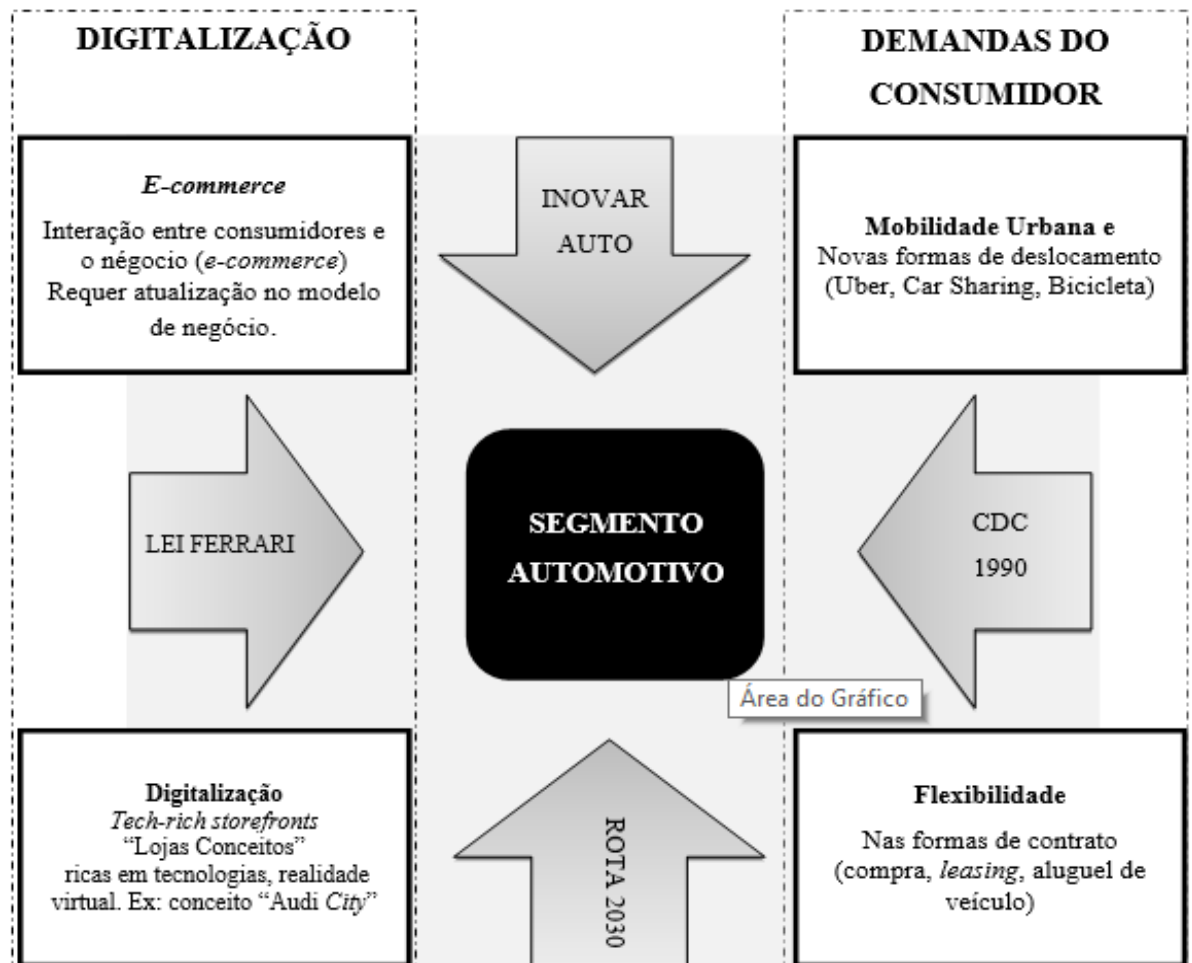 DIGITALIZAÇÃO
DEMANDAS DO
CONSUMIDOR
E-commerce
Interação entre consumidores e
o négocio (e-commerce)
Requer atualização no modelo
de negócio.
INOVAR
AUTO
Mobilidade Urbana e
Novas formas de deslocamento
(Uber, Car Sharing, Bicicleta)
LEI FERRARI
SEGMENTO
AUTOMOTIVO
CDC
1990
Área do Gráfico
Digitalização
Tech-rich storefronts
“Lojas Conceitos”
ricas em tecnologias, realidade
virtual. Ex: conceito “Audi City”
ROTA 2030
Flexibilidade
Nas formas de contrato
(compra, leasing, aluguel de
veículo)